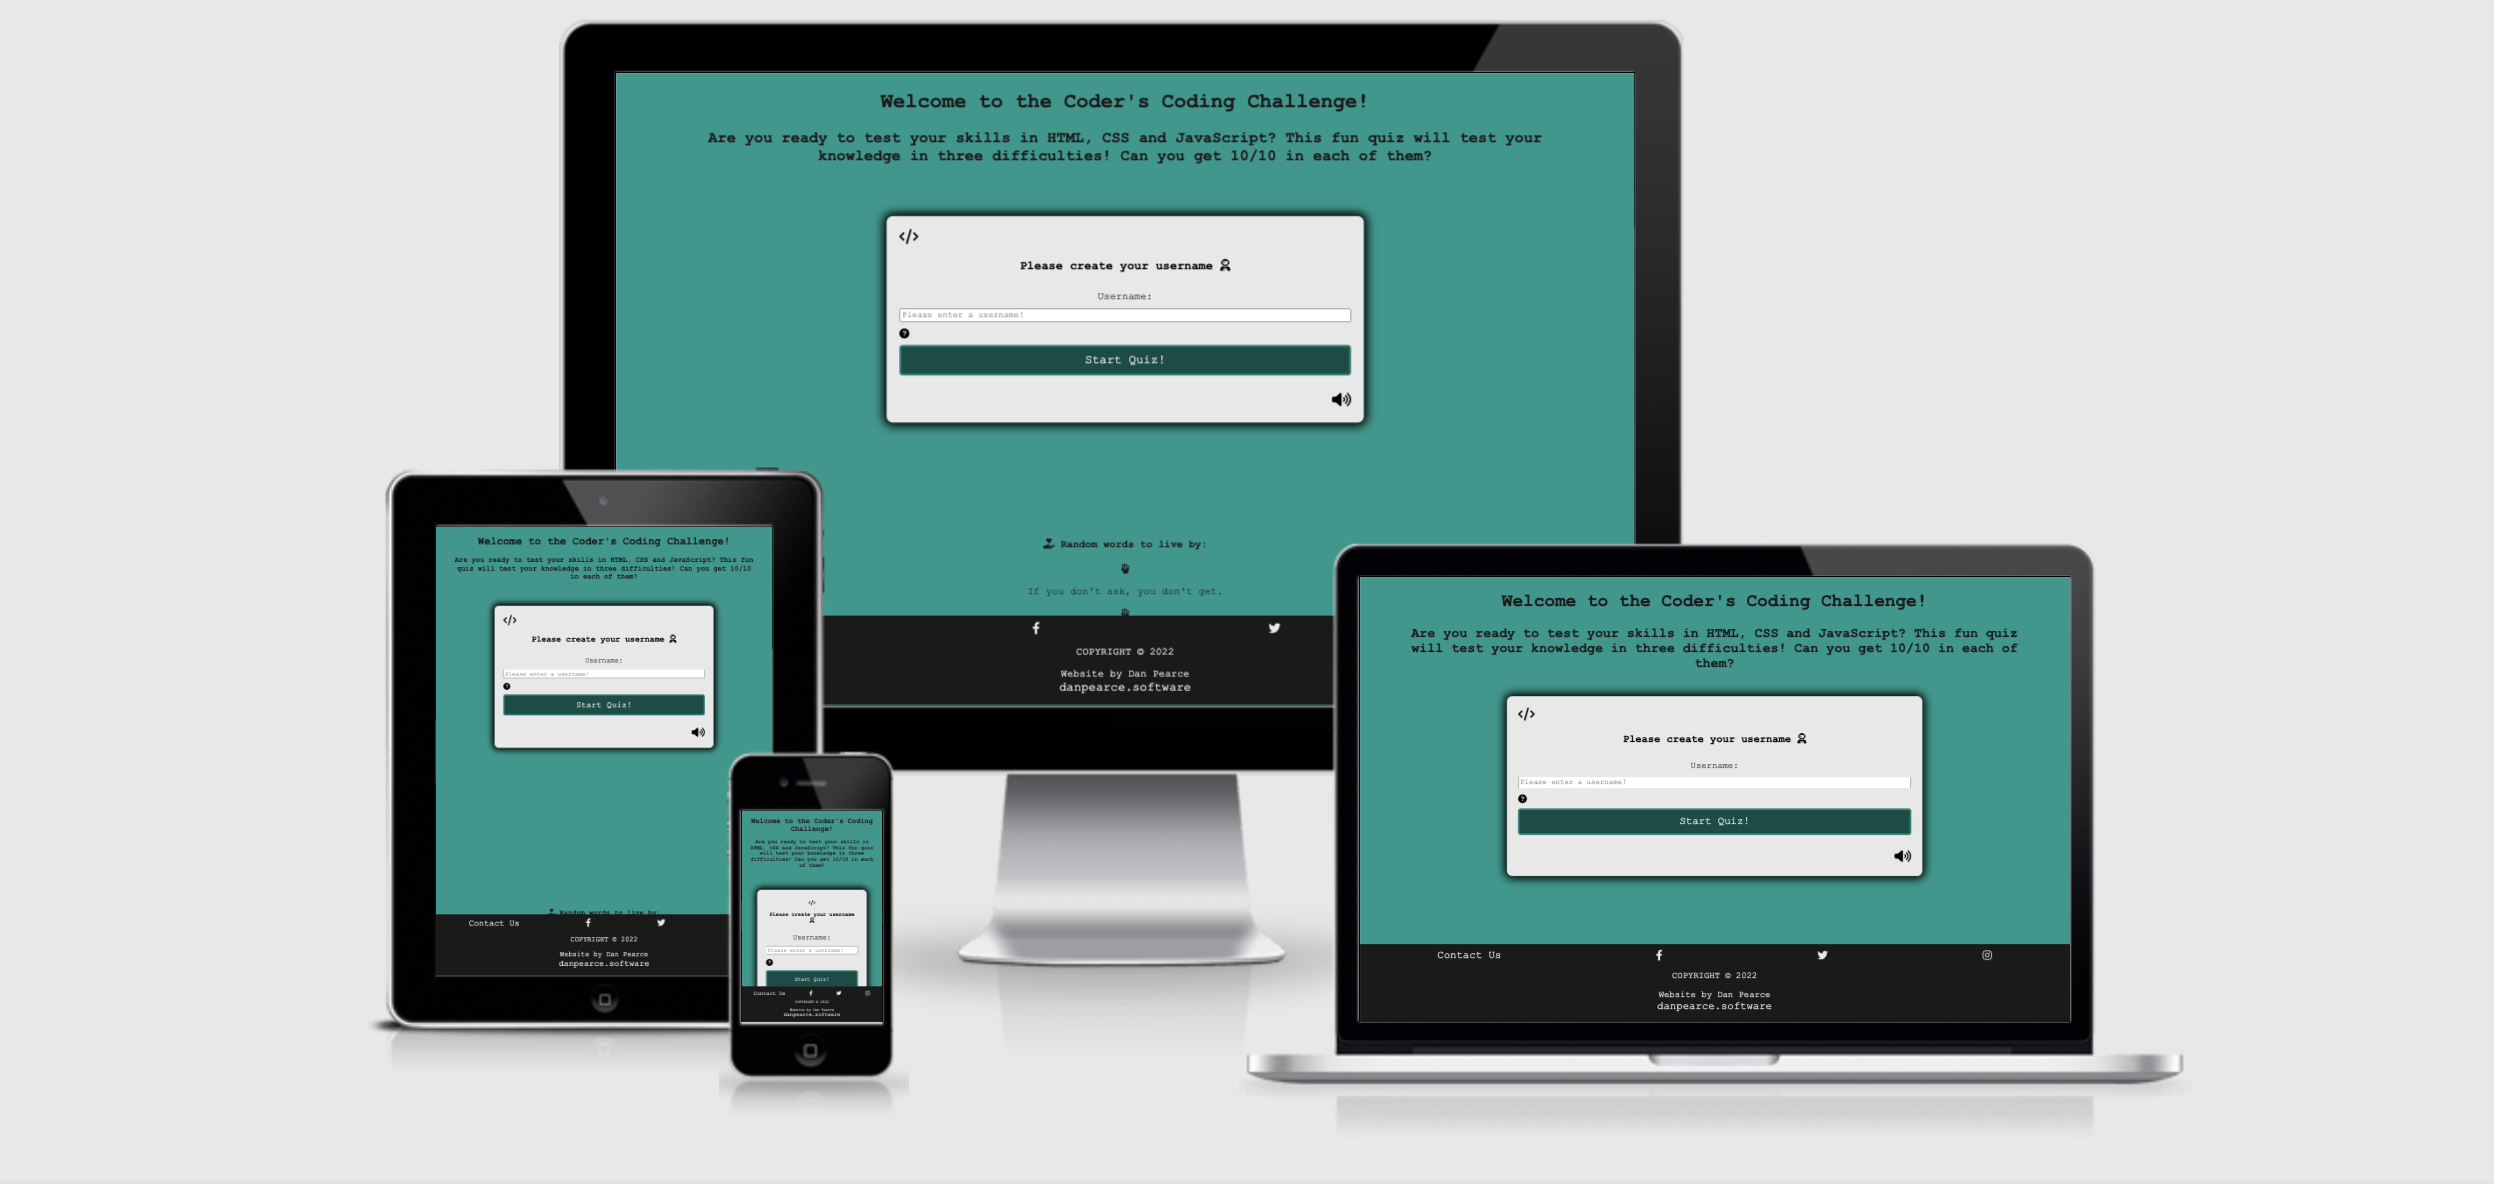 Welcome to the Coder's Coding Challenge!
Are you ready to test your skills in HTML, CSS and JavaScript? This fun quiz will test your
knowledge in three difficulties! Can you get 10/10 in each of them?
</>
Please create your username
Username:
Please enter a username!
Start Quiz!
Random words to live by:
If you don't ask, you don't get.
COPYRIGHT © 2022
Website by Dan Pearce
danpearce.software
Welcome to the Coder's Coding Challenge!
Are you ready to test your skills in HTML, CSS and JavaScript? This fun
quiz will test your knowledge in three difficulties! Can you get 10/10
in each of them?
</>
Please create your username
Username:
Please enter a username!
Start Quiz!
Random words to live by:
Contact Us
COPYRIGHT © 2022
Website by Dan Pearce
danpearce.software
Welcome to the Coder's Coding
Challenge!
Are you ready to test your skills in
HTML, CSS and JavaScript? This fun quiz
will test your knowledge in three
difficulties! Can you get 10/10 in each
of them?
</>
Please create your username
Username:
Please enter a username!
Start Quiz!
Contact Us
COPYRIGHT © 2022
Website by Dan Pearce
danpearce.software
Welcome to the Coder's Coding Challenge!
Are you ready to test your skills in HTML, CSS and JavaScript? This fun quiz
will test your knowledge in three difficulties! Can you get 10/10 in each of
them?
</>
Please create your username
Username:
Please enter a username!
Start Quiz!
Contact Us
COPYRIGHT © 2022
Website by Dan Pearce
danpearce.software